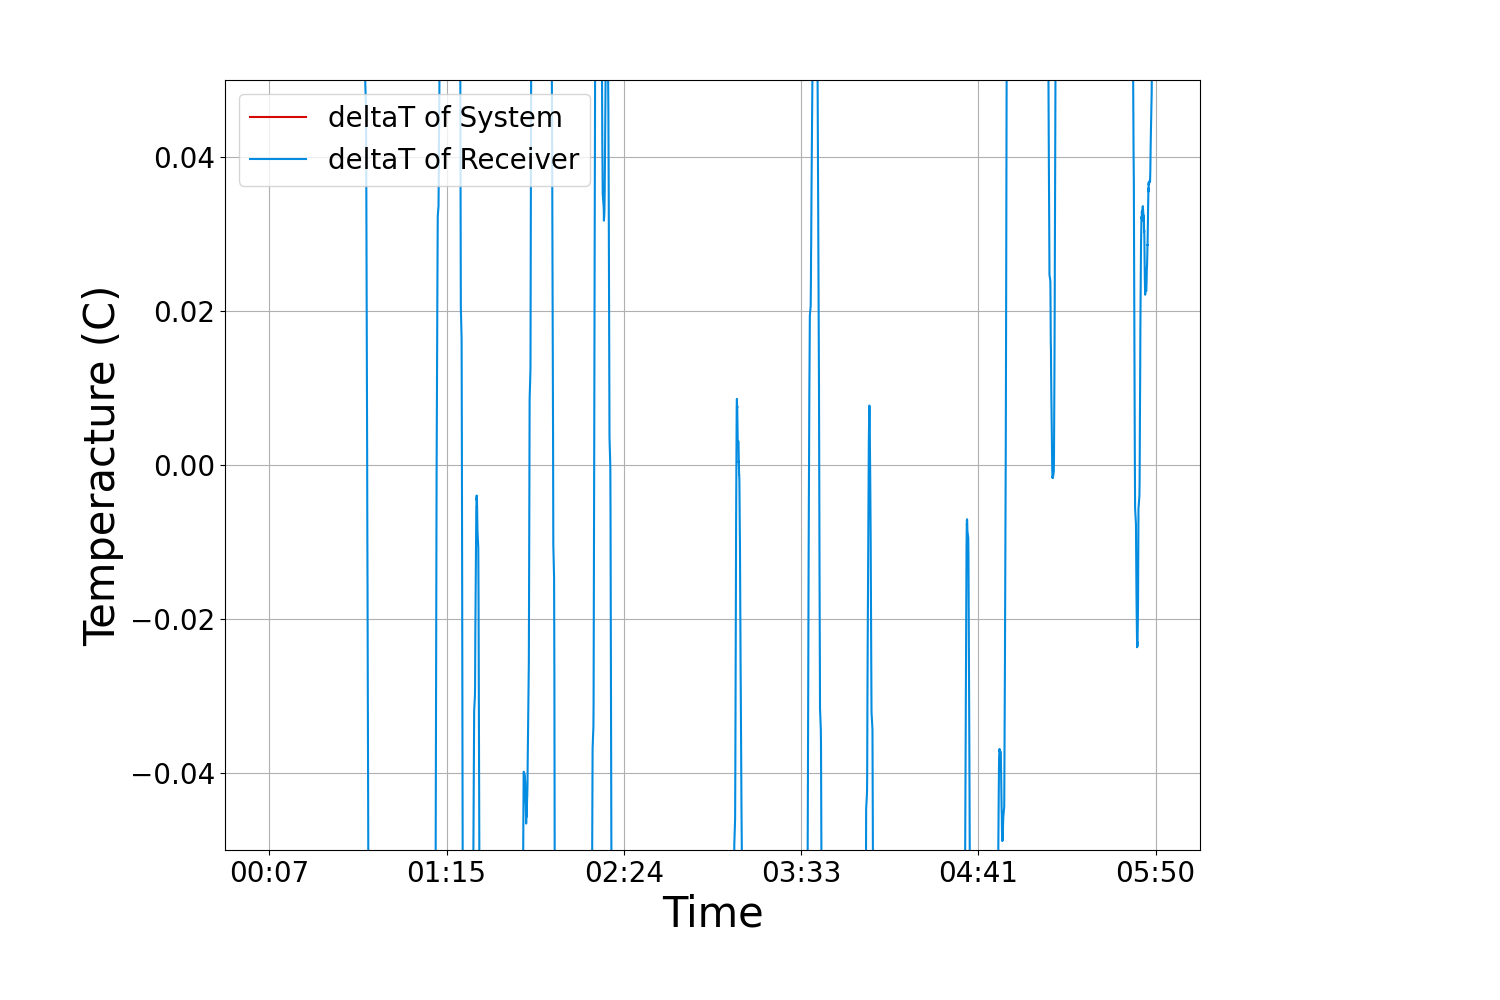 deltaT of System
deltaT of Receiver
Temperacture (C)
0.04
0.02
0.00
−0.02
−0.04
00:07 01:15 02:24 03:33 04:41 05:50
Time